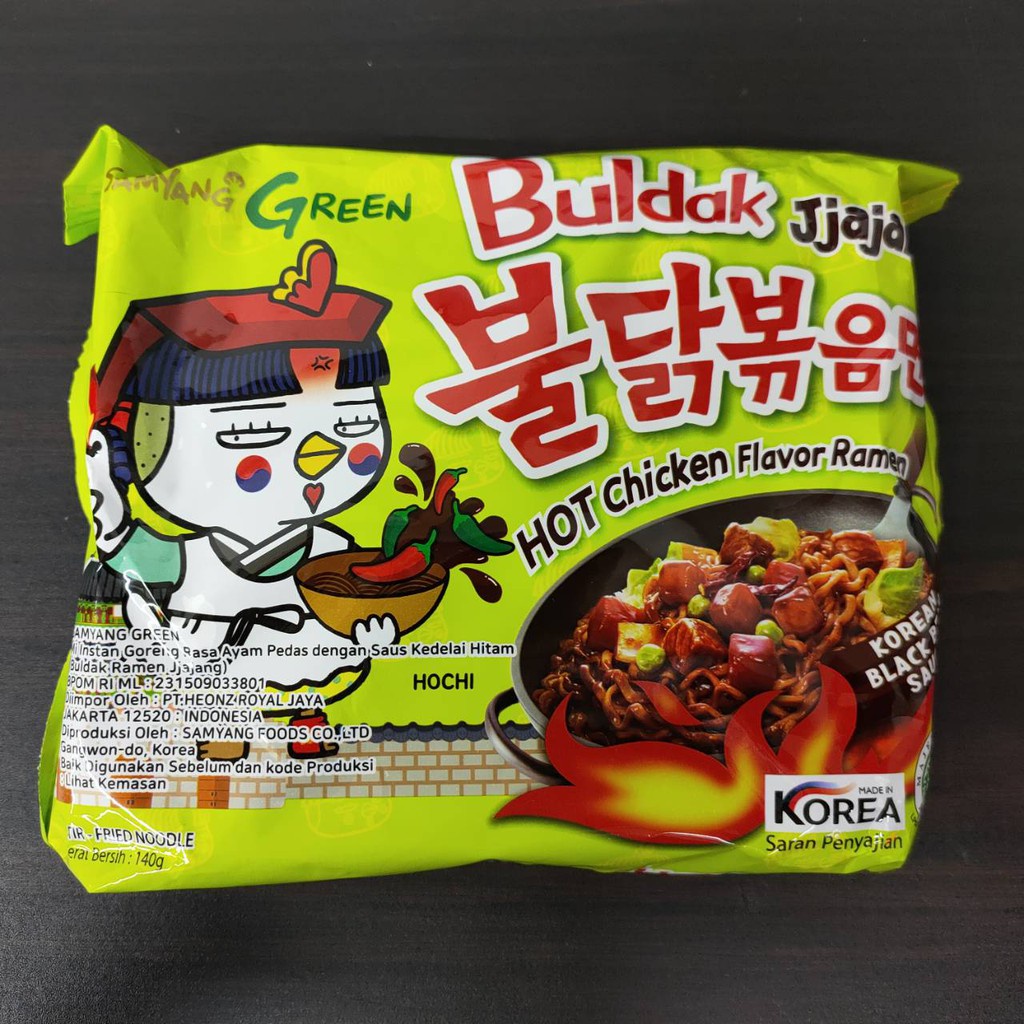 SAMYANG GREEN
Buldak
불닭볶음
HOT Chicken Flavor Ramen
KOREAN
BLACK
SAMYANG GREEN
Instan Goreng Rasa Ayam Pedas dengan Saus Kedelai Hitam
Buldak Ramen Jjajang)
BPOM RI ML : 231509033801
Diimpor Oleh : PT.HEONZ ROYAL JAYA
JAKARTA 12520 : INDONESIA
Diproduksi Oleh : SAMYANG FOODS CO.,LTD
Gangwon-do, Korea
Baik Digunakan Sebelum dan kode Produksi
: Lihat Kemasan
HOCHI
STIR - FRIED NOODLE
Berat Bersih : 140g
MADE IN
KOREA
Saran Penyajian